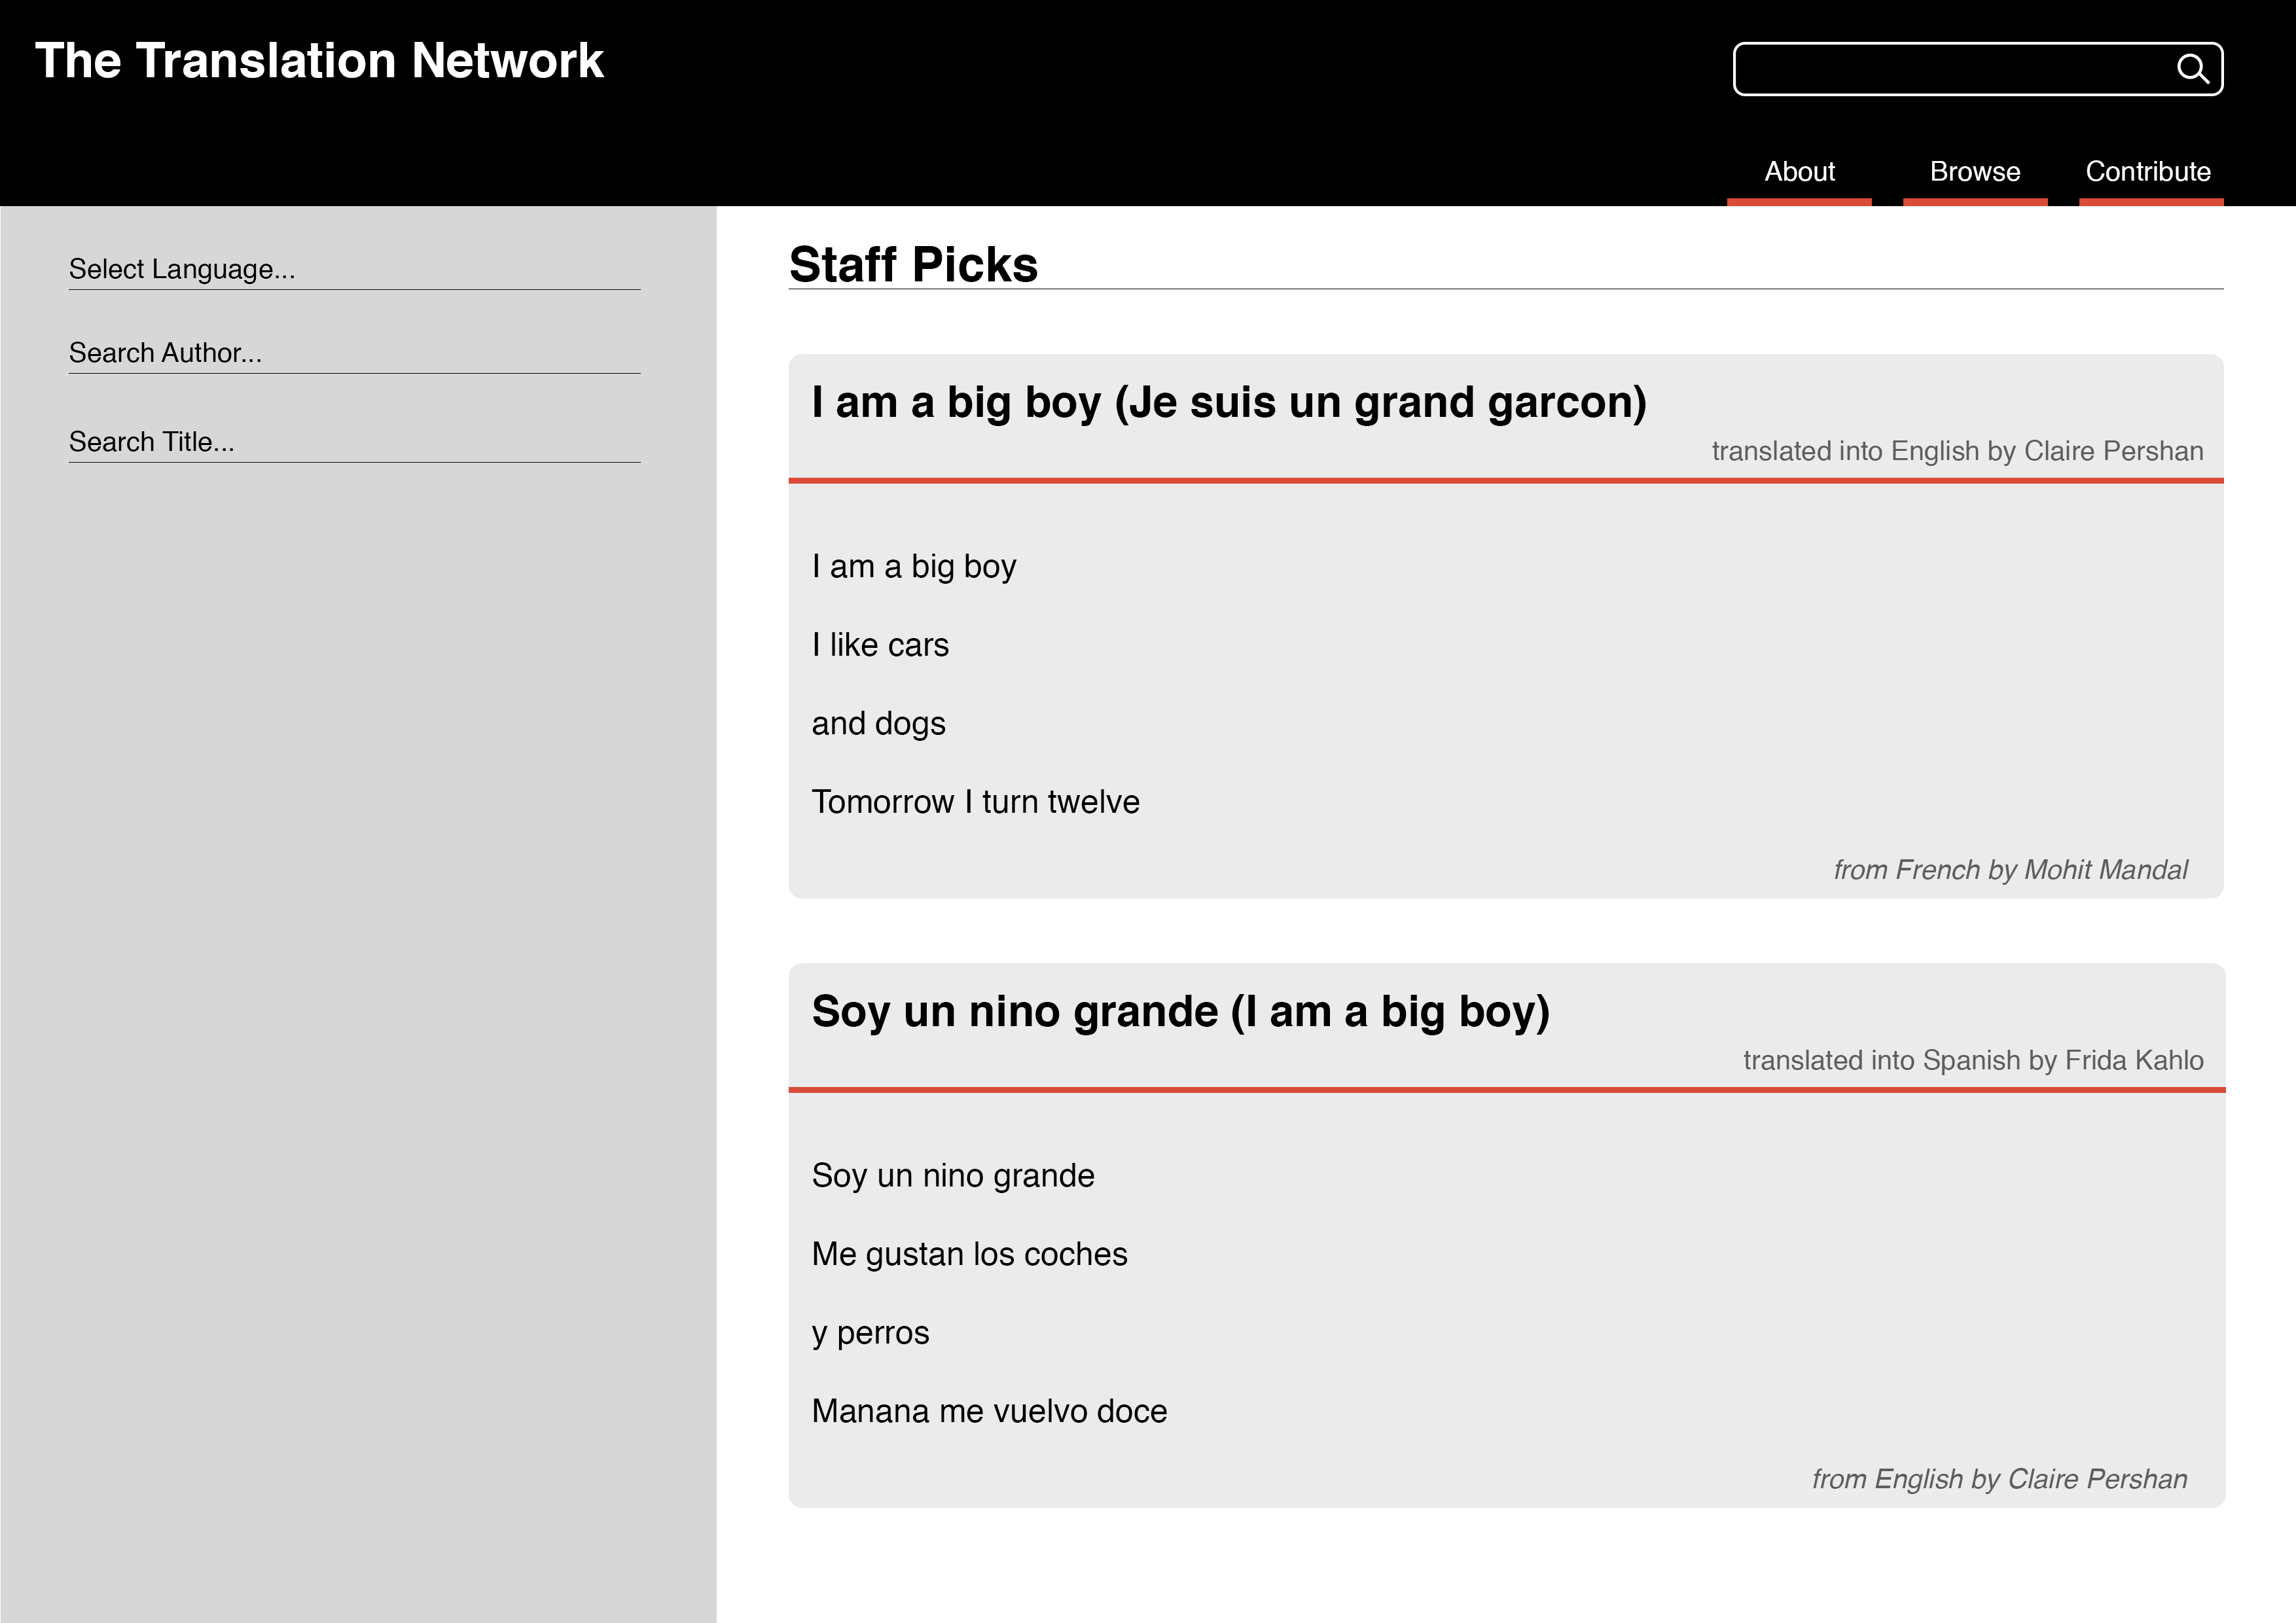 The Translation Network
About
Browse
Contribute
Select Language...
Search Author...
Search Title...
Staff Picks
I am a big boy (Je suis un grand garcon)
translated into English by Claire Pershan
I am a big boy
I like cars
and dogs
Tomorrow I turn twelve
from French by Mohit Mandal
Soy un nino grande (I am a big boy)
translated into Spanish by Frida Kahlo
Soy un nino grande
Me gustan los coches
y perros
Manana me vuelvo doce
from English by Claire Pershan